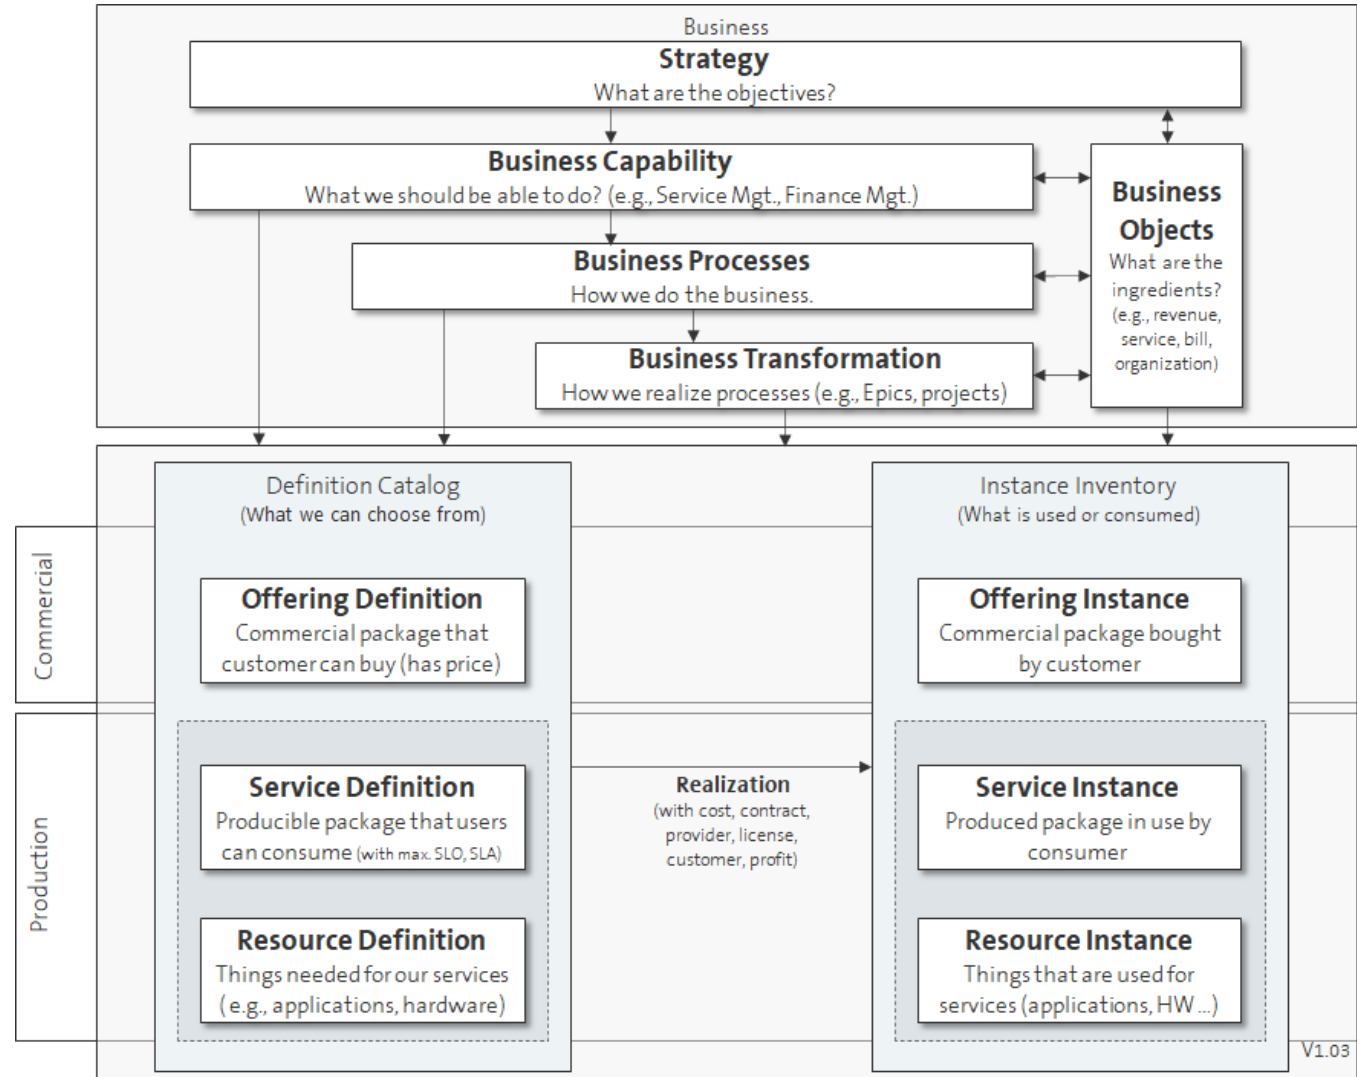 Business
Strategy
What are the objectives?
Business Capability
What we should be able to do? (e.g., Service Mgt., Finance Mgt.)
Business Processes
How we do the business.
Business Transformation
How we realize processes (e.g., Epics, projects)
Business
Objects
What are the
ingredients?
(e.g., revenue,
service, bill,
organization)
Commercial
Production
Definition Catalog
(What we can choose from)
Offering Definition
Commercial package that
customer can buy (has price)
Service Definition
Producible package that users
can consume (with max. SLO, SLA)
Resource Definition
Things needed for our services
( e.g., applications, hardware)
Realization
(with cost, contract,
provider, license,
customer, profit)
Instance Inventory
(What is used or consumed)
Offering Instance
Commercial package bought
by customer
Service Instance
Produced package in use by
consumer
Resource Instance
Things that are used for
services (applications, HW ...)
V1.03